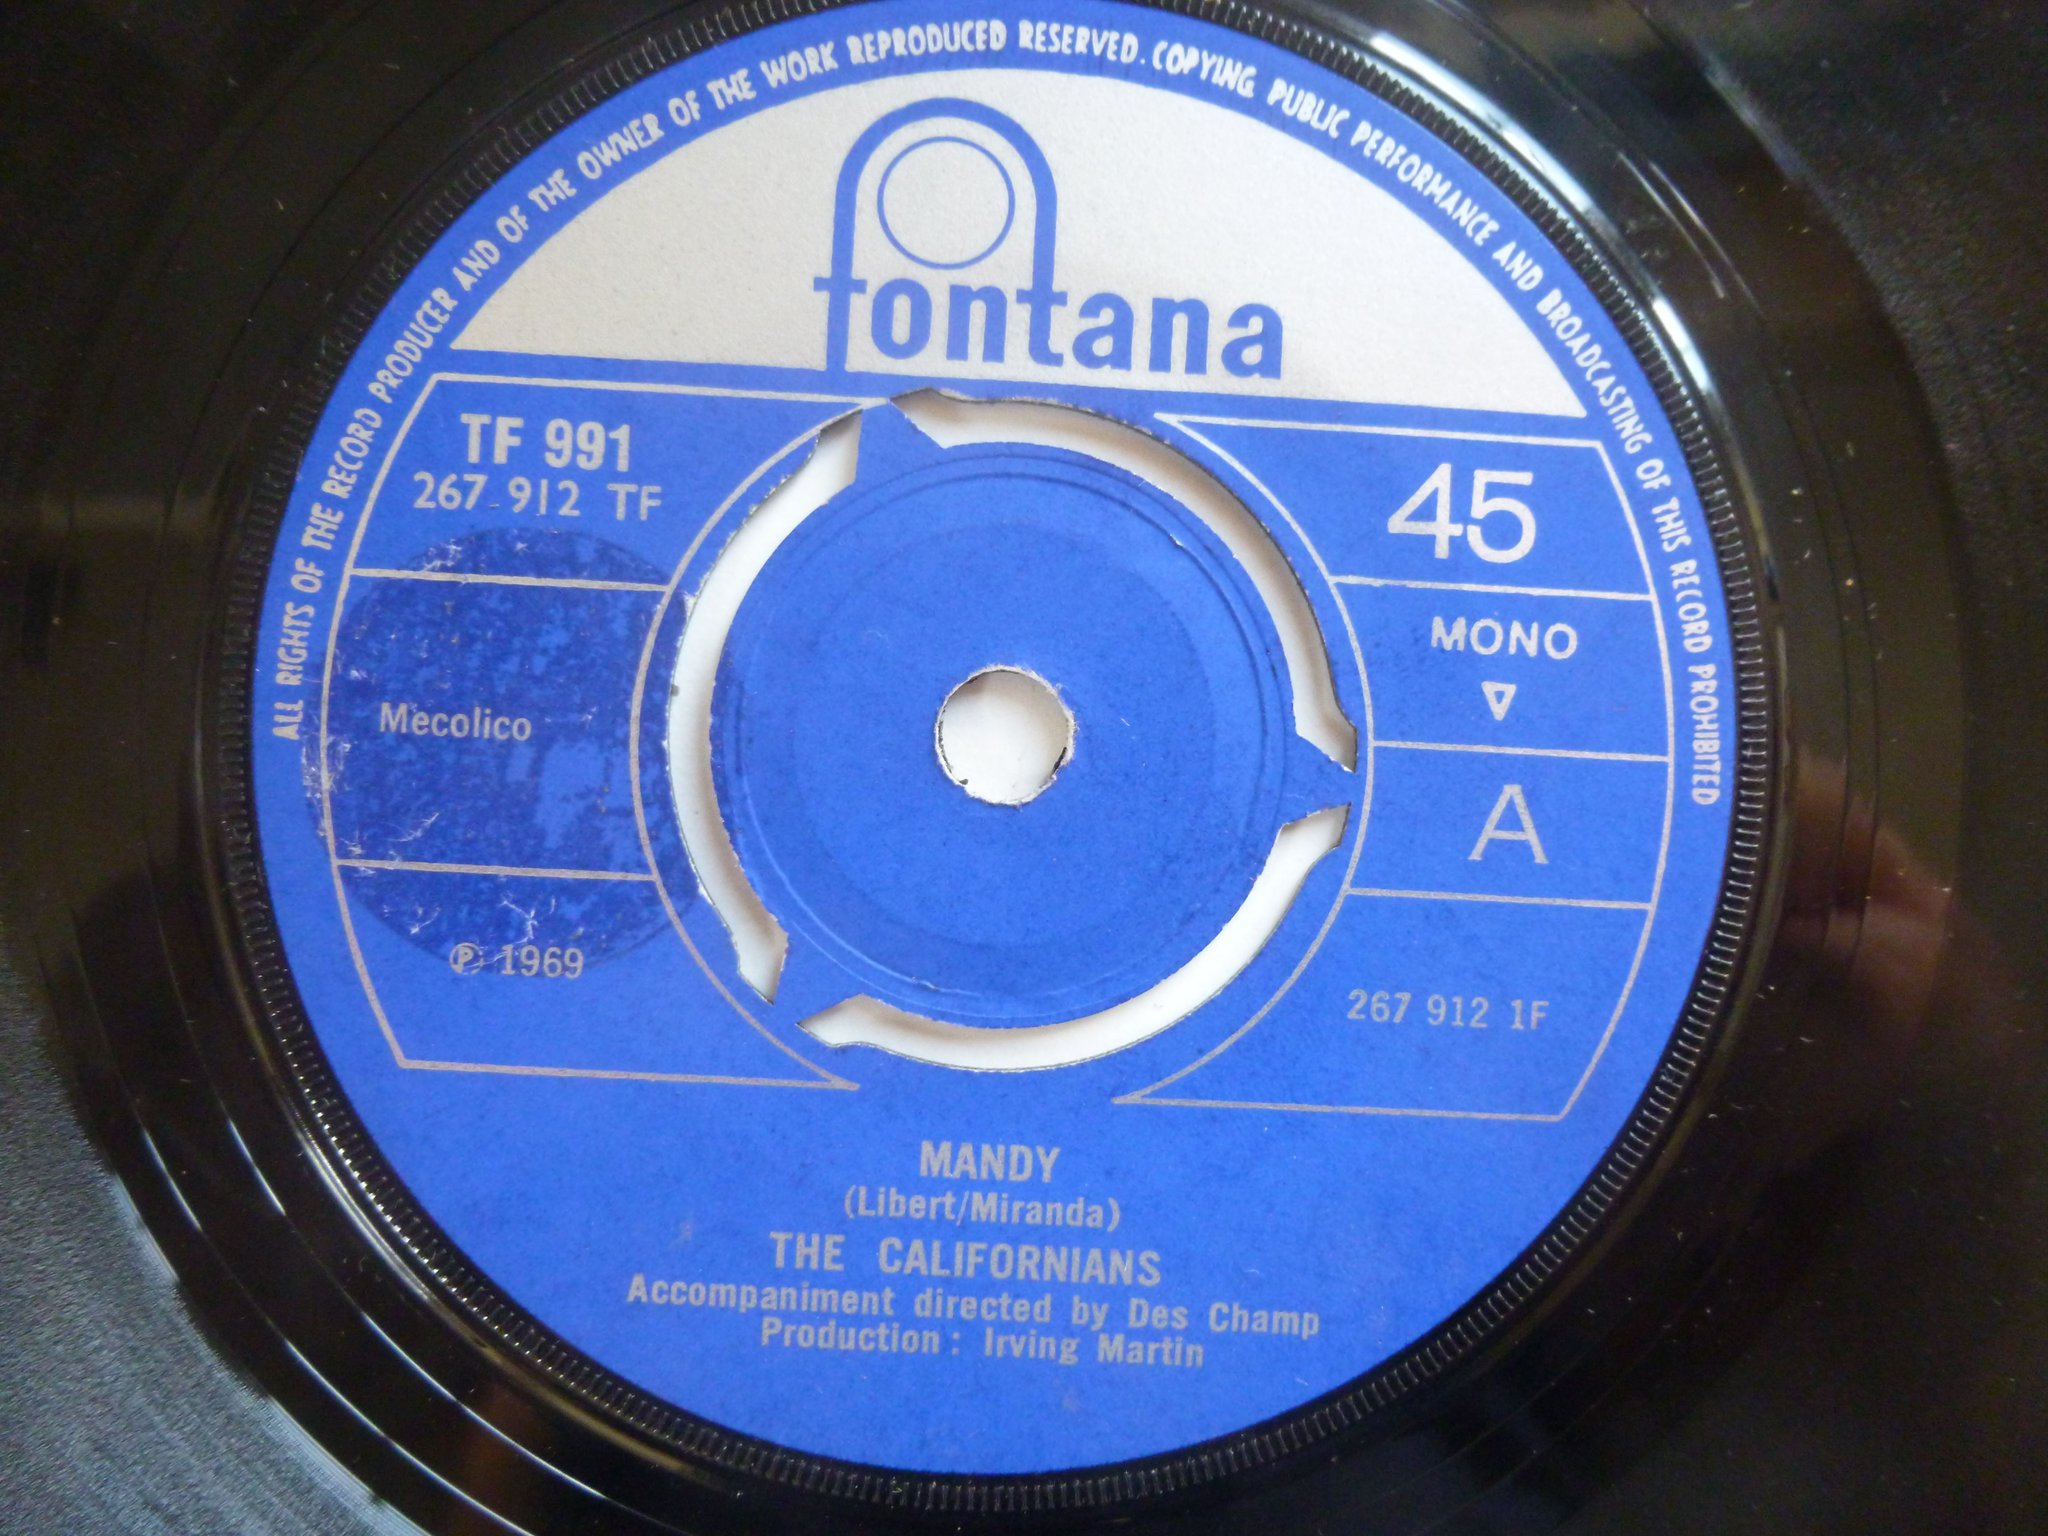 ALL RIGHTS OF THE RECORD PRODUCER AND OF THE OWNER OF THE WORK REPRODUCED RESERVED. COPYING, PUBLIC PERFORMANCE AND BROADCASTING OF THIS RECORD PROHIBITED
fontana
TF 991
267 912 TF
Mecolico
℗ 1969
45
MONO
A
267 912 1F
MANDY
(Libert/Miranda)
THE CALIFORNIANS
Accompaniment directed by Des Champ
Production: Irving Martin